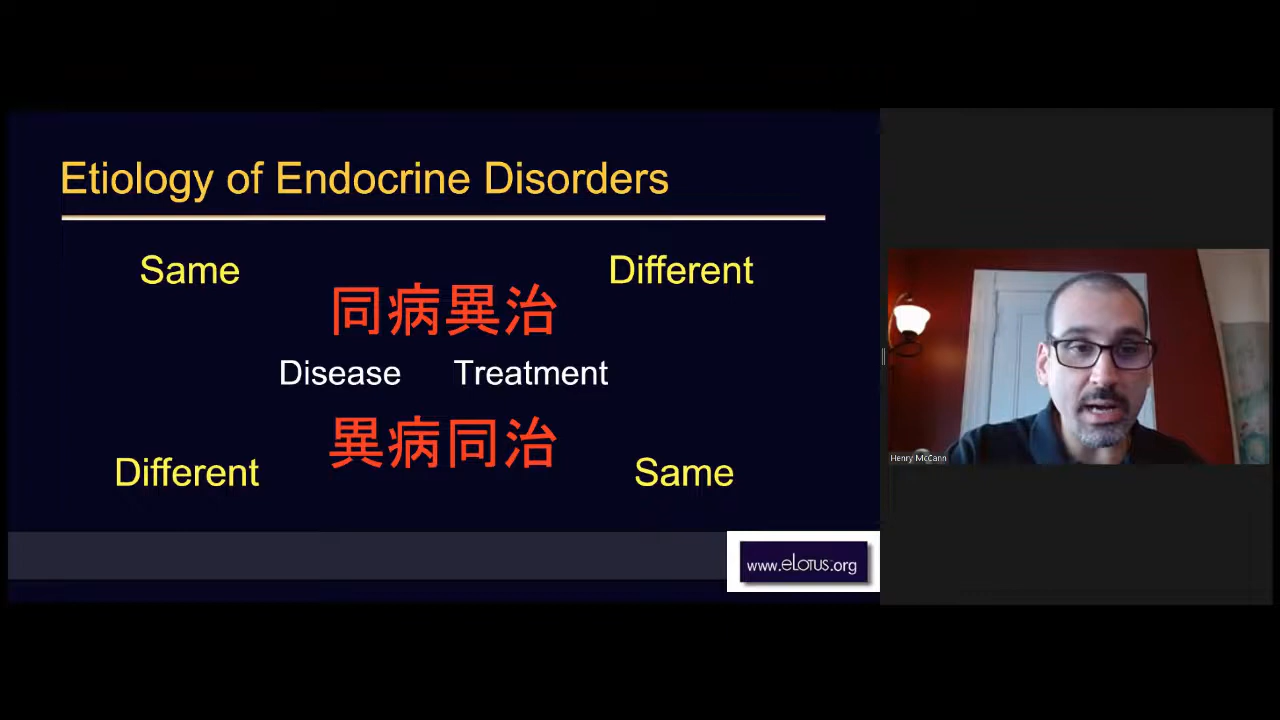 Etiology of Endocrine Disorders
Same Different
同病異治
Disease Treatment
異病同治
Different Same
www.eLotus.org
Henry McCann